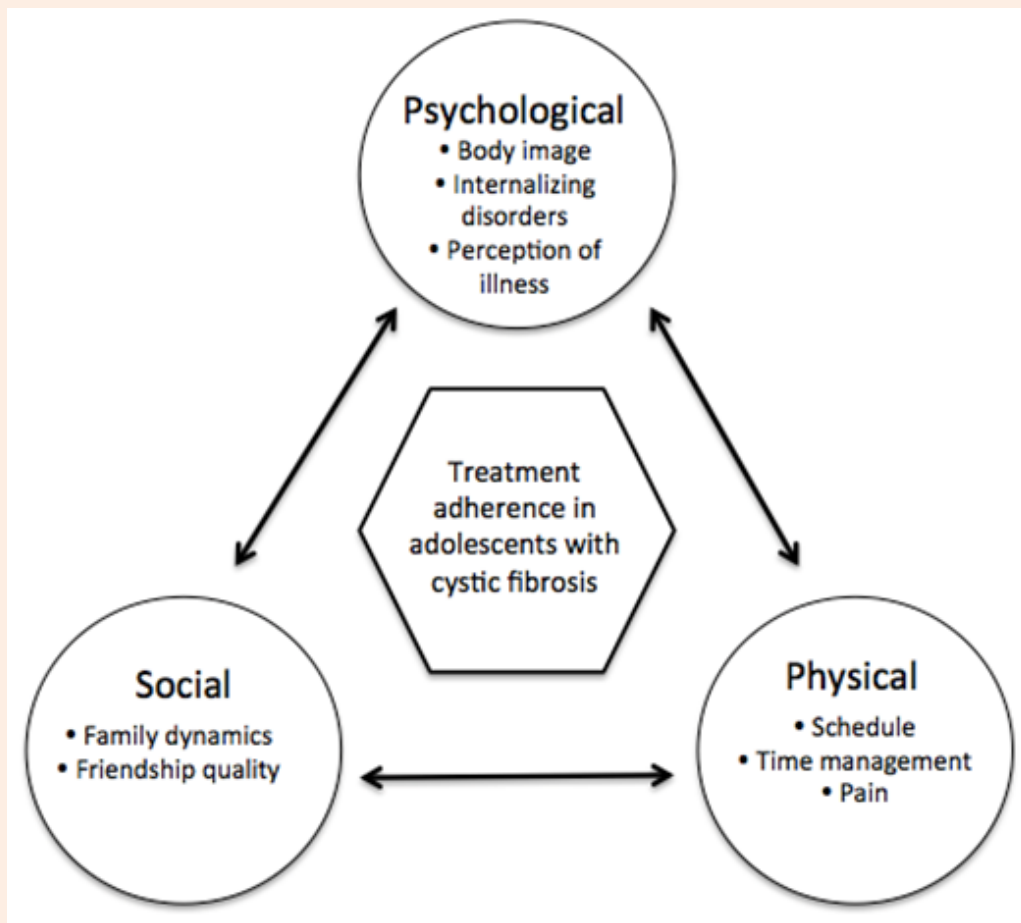 Psychological
• Body image
• Internalizing
disorders
• Perception of
illness
Treatment
adherence in
adolescents with
cystic fibrosis
Social
• Family dynamics
• Friendship quality
Physical
• Schedule
• Time management
• Pain